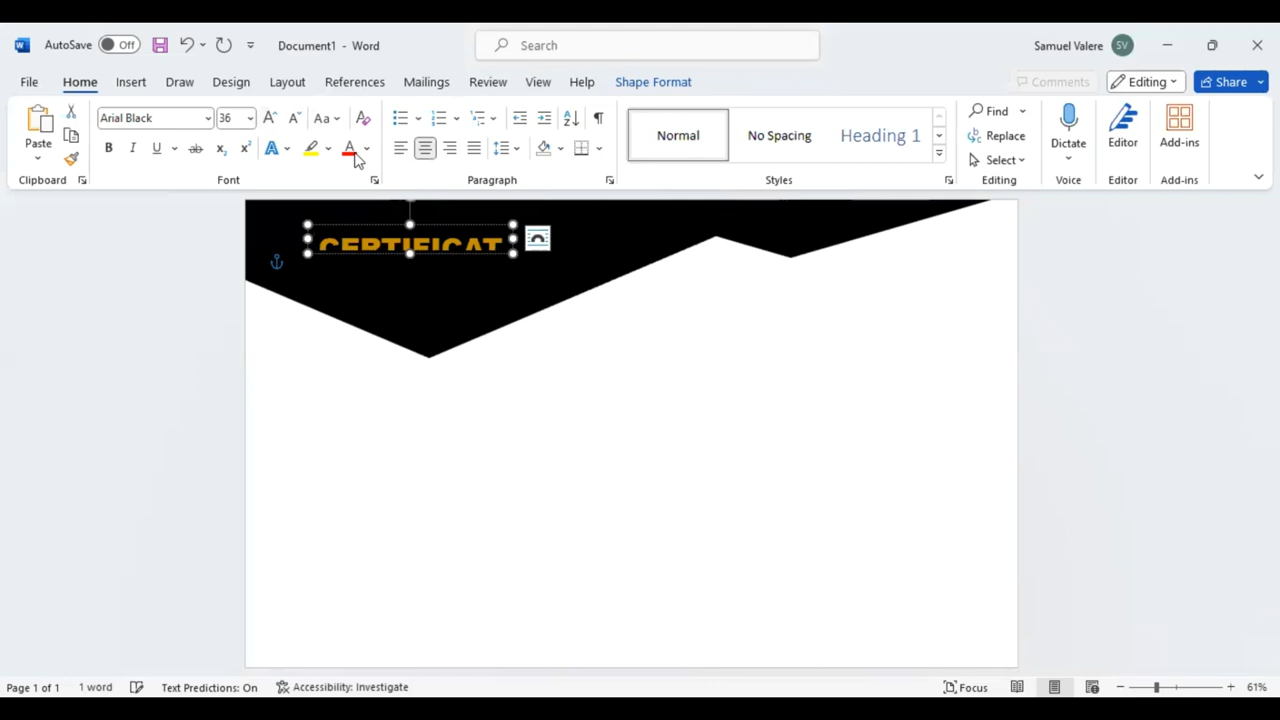 AutoSave Off Document1 - Word Search Samuel Valere SV
File Home Insert Draw Design Layout References Mailings Review View Help Shape Format Comments Editing Share
Paste Arial Black 36 Aa Normal No Spacing Heading 1 Find Replace Select Dictate Editor Add-ins
Clipboard Font Paragraph Styles Editing Voice Editor Add-ins
CERTIFICAT
Page 1 of 1 1 word Text Predictions: On Accessibility: Investigate Focus 61%